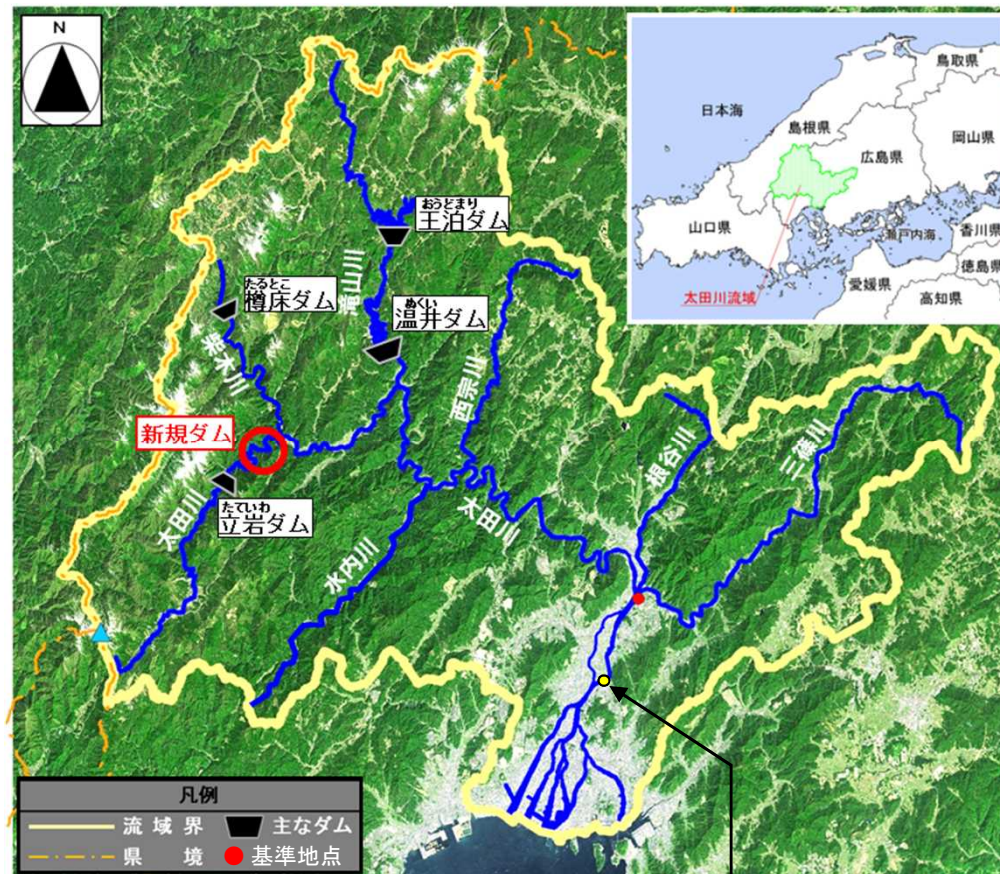 N
鳥取県
日本海
島根県
岡山県
広島県
山口県
瀬戸内海
香川県
徳島県
愛媛県
高知県
太田川流域
おうどまり
王泊ダム
滝山川
たるとこ
樽床ダム
ぬくい
温井ダム
柴木川
西宗川
新規ダム
根谷川
三篠川
太田川
たていわ
立岩ダム
太田川
水内川
凡例
流域界 主なダム
県境 基準地点